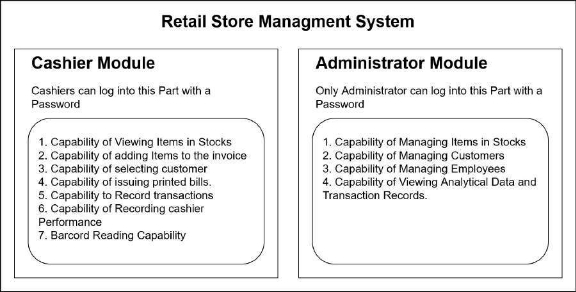 Retail Store Managment System
Cashier Module
Cashiers can log into this Part with a
Password
1. Capability of Viewing Items in Stocks
2. Capability of adding Items to the invoice
3. Capability of selecting customer
4. Capability of issuing printed bills.
5. Capability to Record transactions
6. Capability of Recording cashier
Performance
7. Barcord Reading Capability
Administrator Module
Only Administrator can log into this Part with a
Password
1. Capability of Managing Items in Stocks
2. Capability of Managing Customers
3. Capability of Managing Employees
4. Capability of Viewing Analytical Data and
Transaction Records.